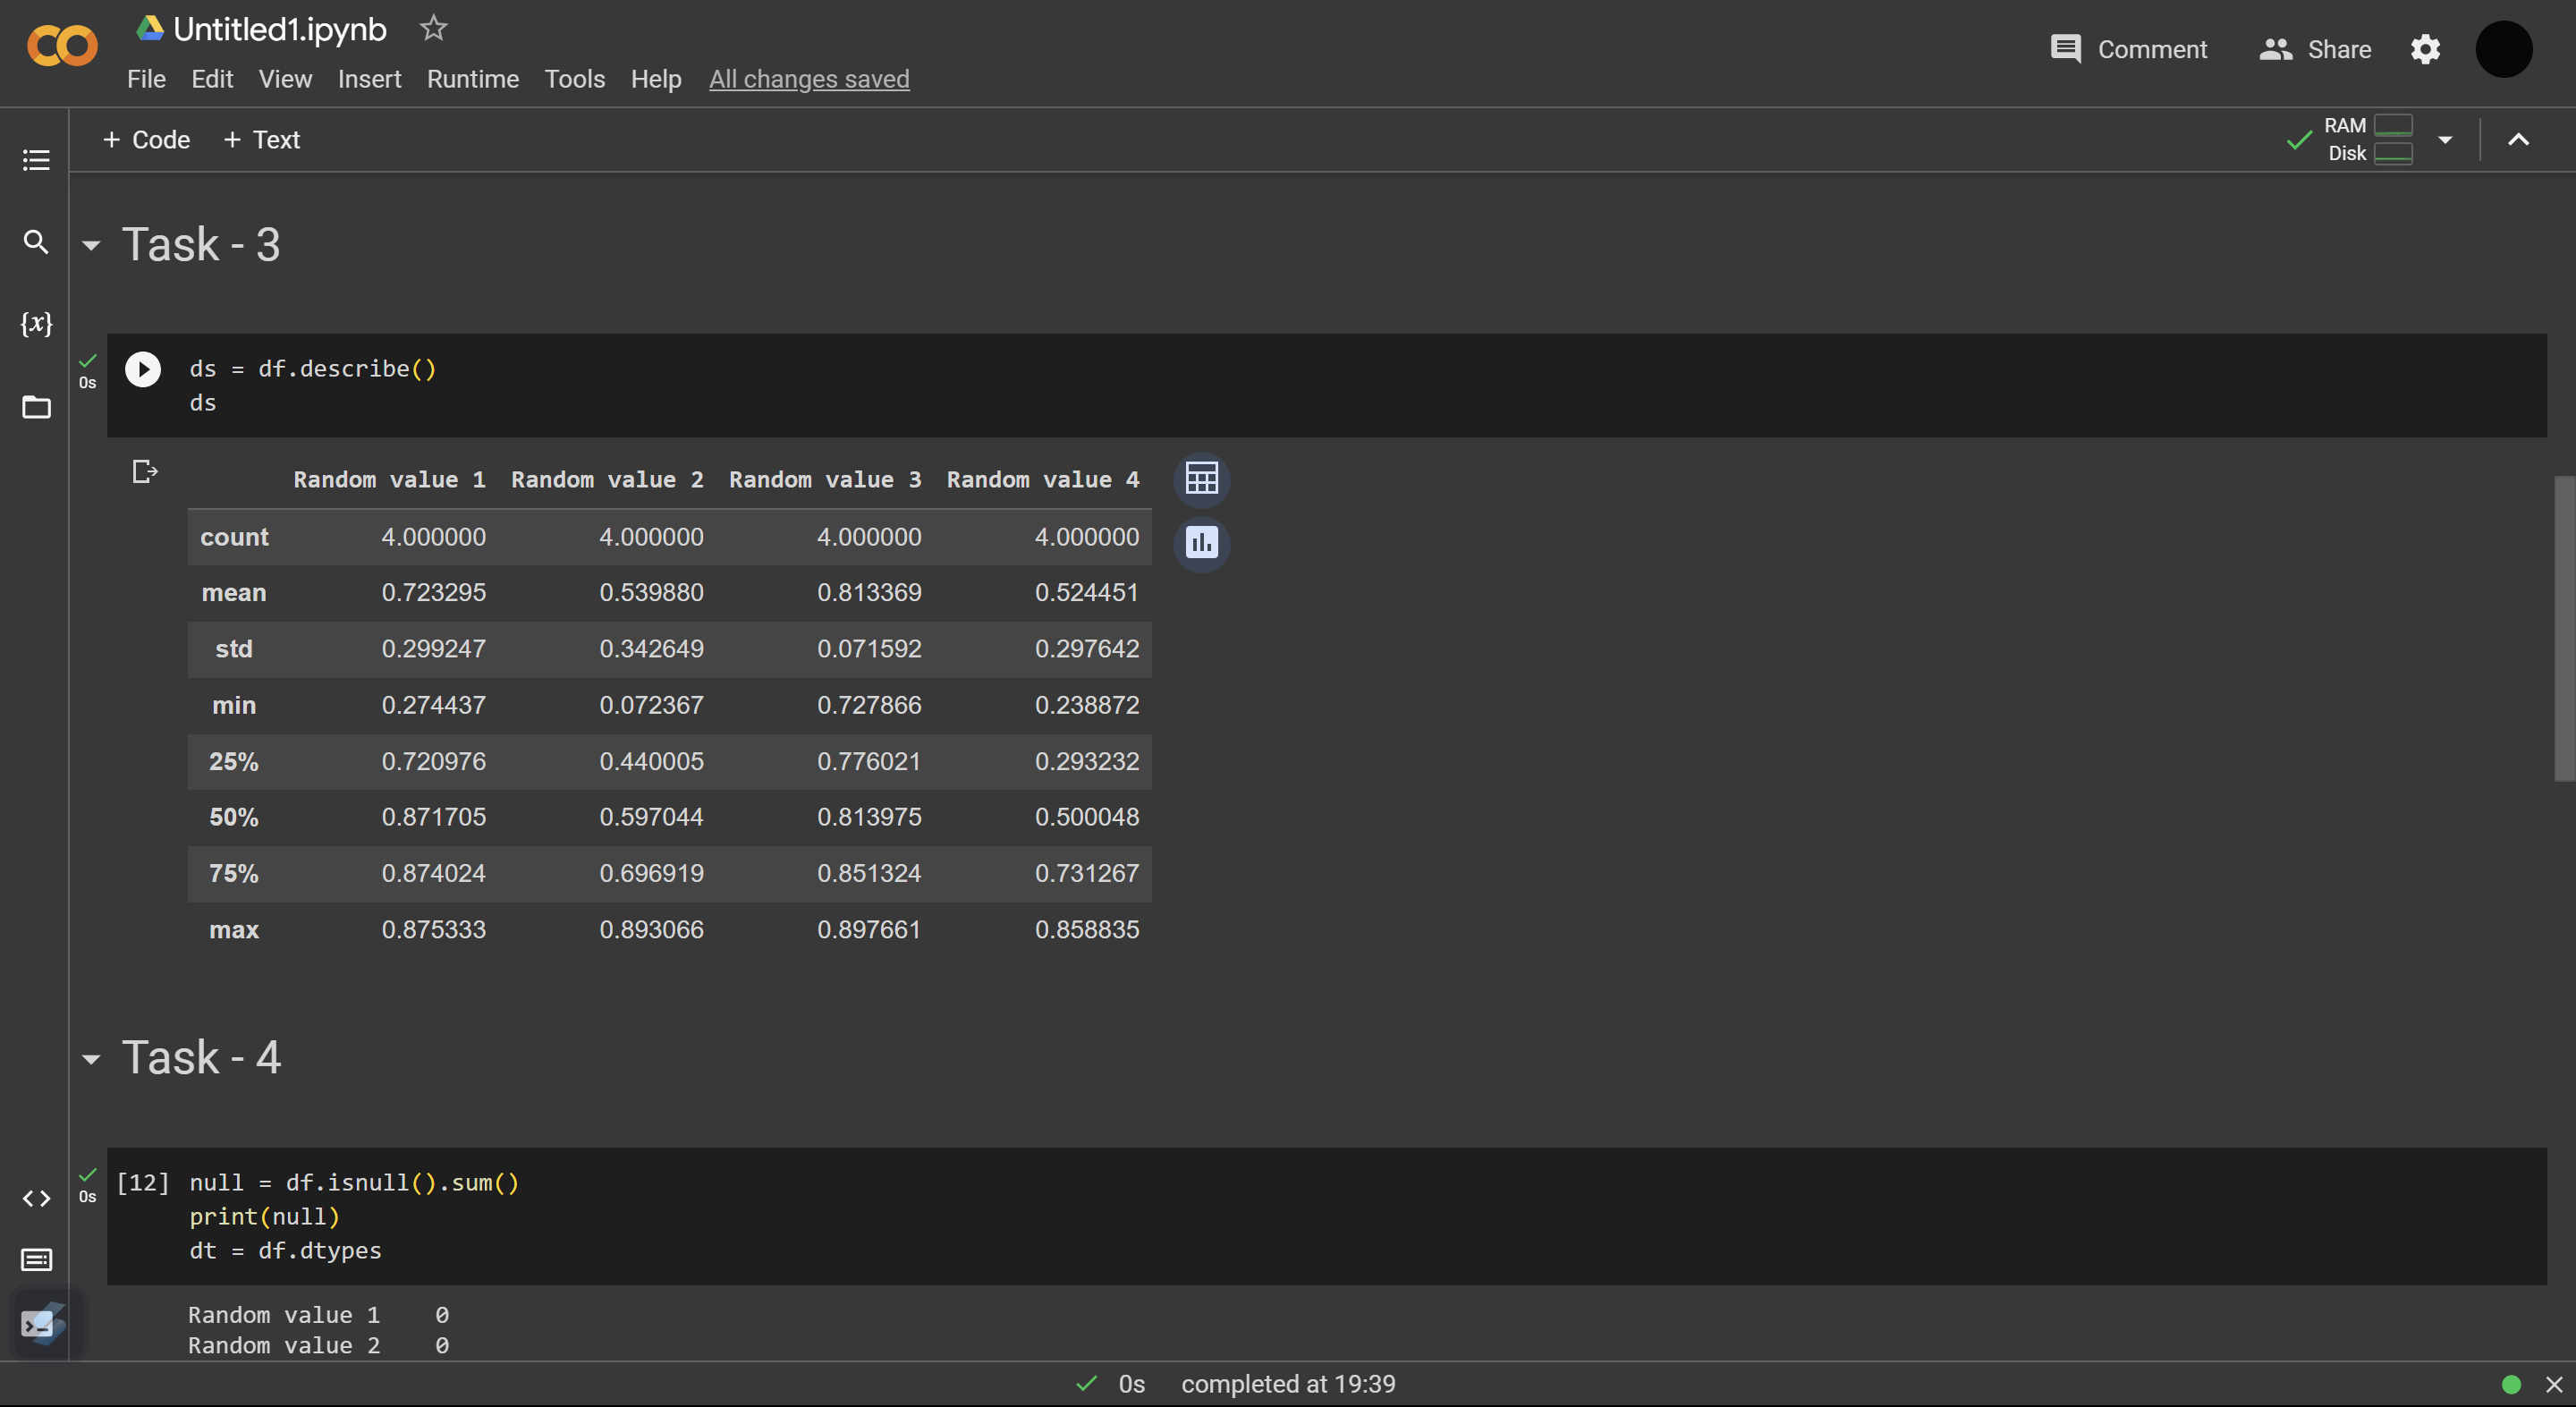 Untitled1.ipynb
File Edit View Insert Runtime Tools Help All changes saved
Comment Share
+ Code + Text
RAM
Disk
Task - 3
{x}
0s
ds = df.describe()
ds
Random value 1 Random value 2 Random value 3 Random value 4
count 4.000000 4.000000 4.000000 4.000000
mean 0.723295 0.539880 0.813369 0.524451
std 0.299247 0.342649 0.071592 0.297642
min 0.274437 0.072367 0.727866 0.238872
25% 0.720976 0.440005 0.776021 0.293232
50% 0.871705 0.597044 0.813975 0.500048
75% 0.874024 0.696919 0.851324 0.731267
max 0.875333 0.893066 0.897661 0.858835
Task - 4
0s
[12] null = df.isnull().sum()
print(null)
dt = df.dtypes
Random value 1 0
Random value 2 0
0s completed at 19:39